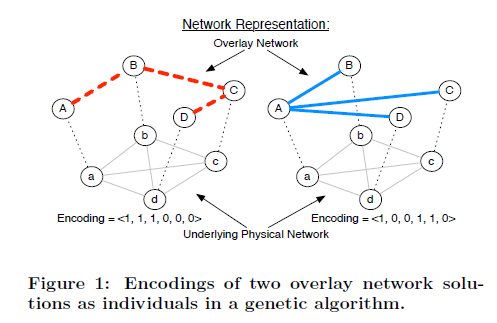 Network Representation:
Overlay Network
B
B
C
C
A
D
A
D
b
b
c
c
a
a
d
d
Encoding = <1, 1, 1, 0, 0, 0>
Encoding = <1, 0, 0, 1, 1, 0>
Underlying Physical Network
Figure 1: Encodings of two overlay network solu-
tions as individuals in a genetic algorithm.